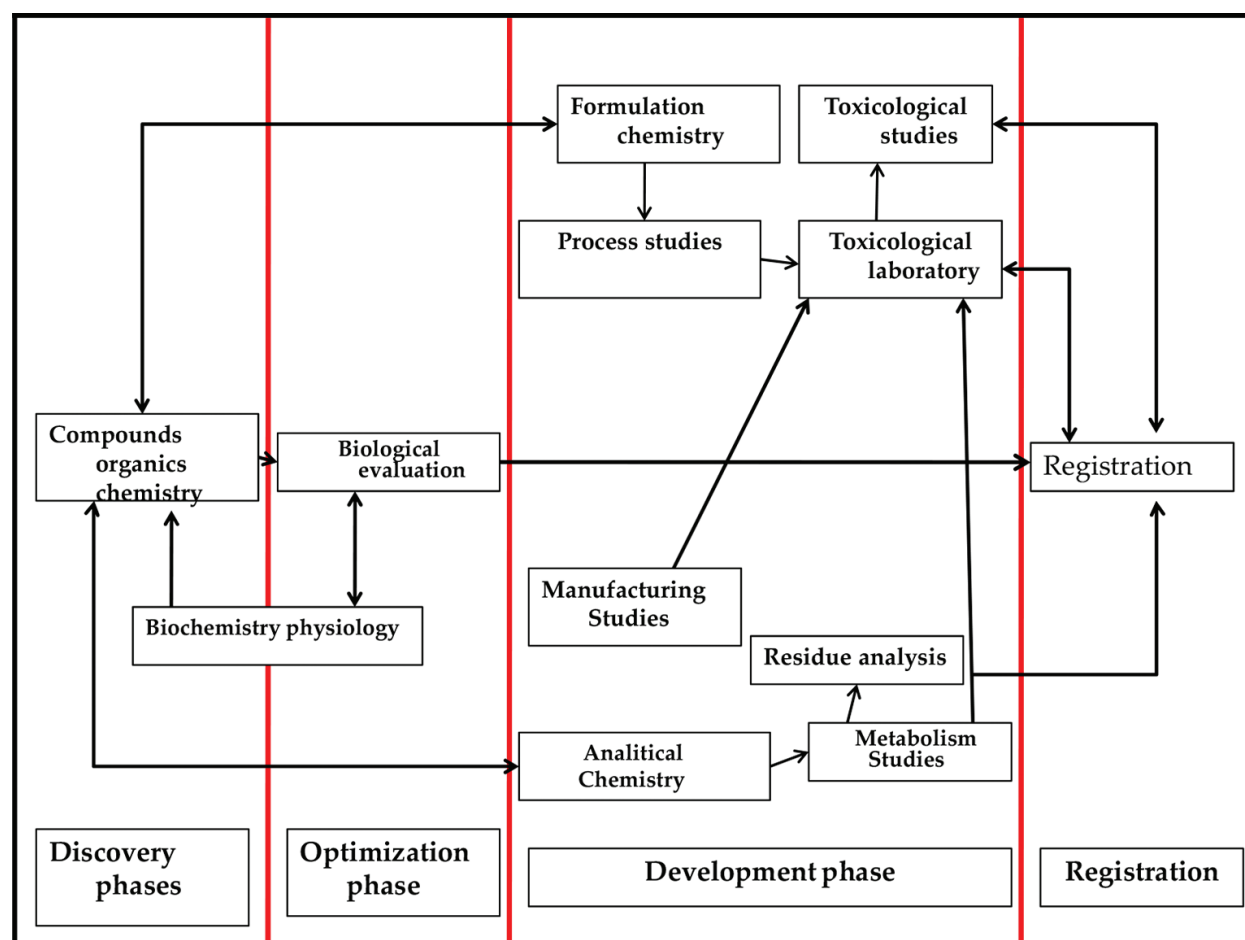 Formulation
chemistry
Toxicological
studies
Process studies
Toxicological
laboratory
Compounds
organics
chemistry
Biological
evaluation
Registration
Manufacturing
Studies
Biochemistry physiology
Residue analysis
Analitical
Chemistry
Metabolism
Studies
Discovery
phases
Optimization
phase
Development phase
Registration